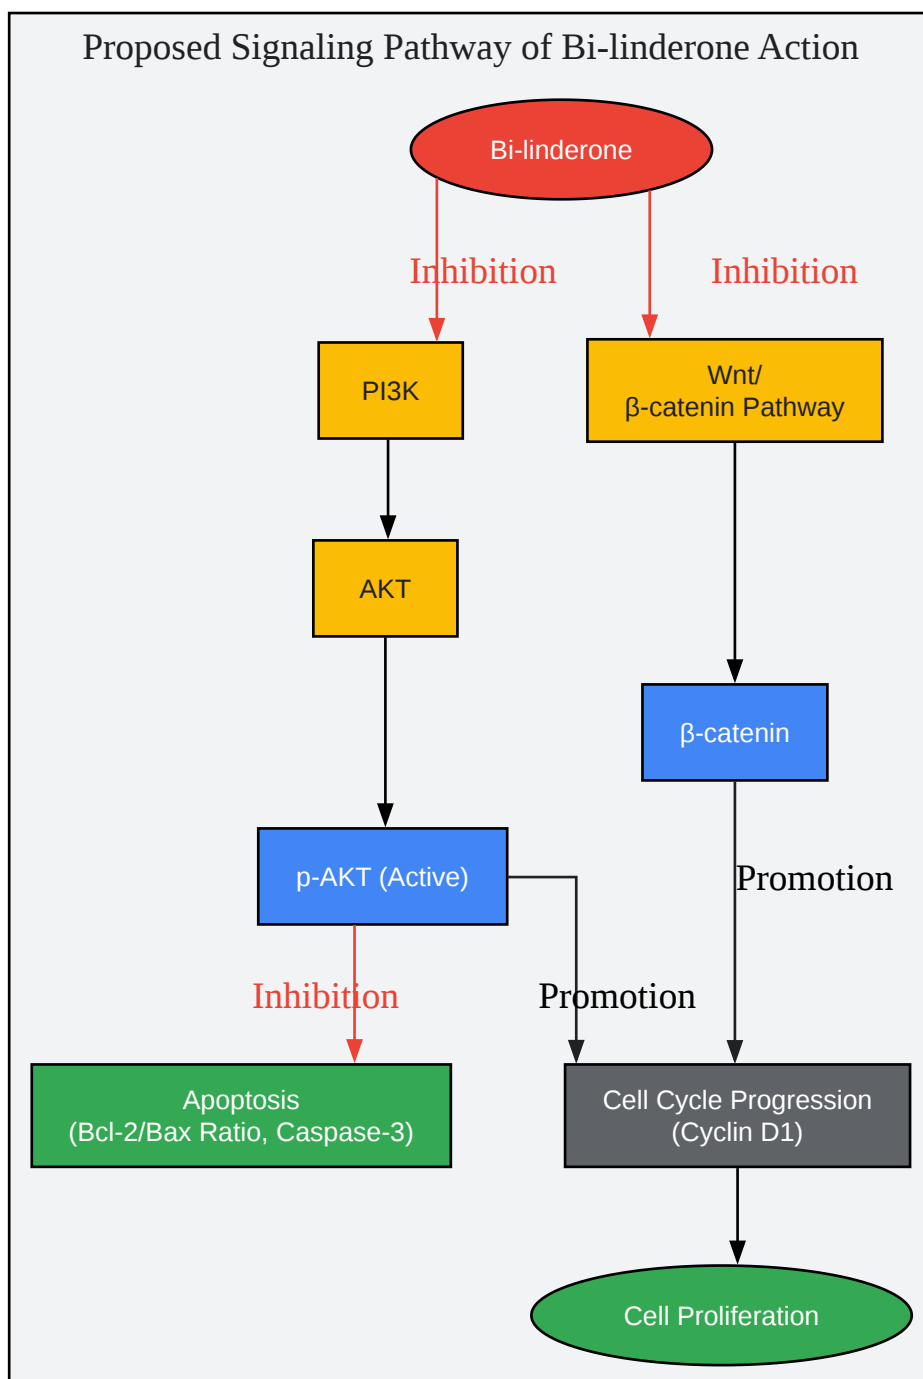 Proposed Signaling Pathway of Bi-linderone Action
Bi-linderone
Inhibition
Inhibition
PI3K
Wnt/
β-catenin Pathway
AKT
β-catenin
p-AKT (Active)
Promotion
Inhibition
Promotion
Apoptosis
(Bcl-2/Bax Ratio, Caspase-3)
Cell Cycle Progression
(Cyclin D1)
Cell Proliferation